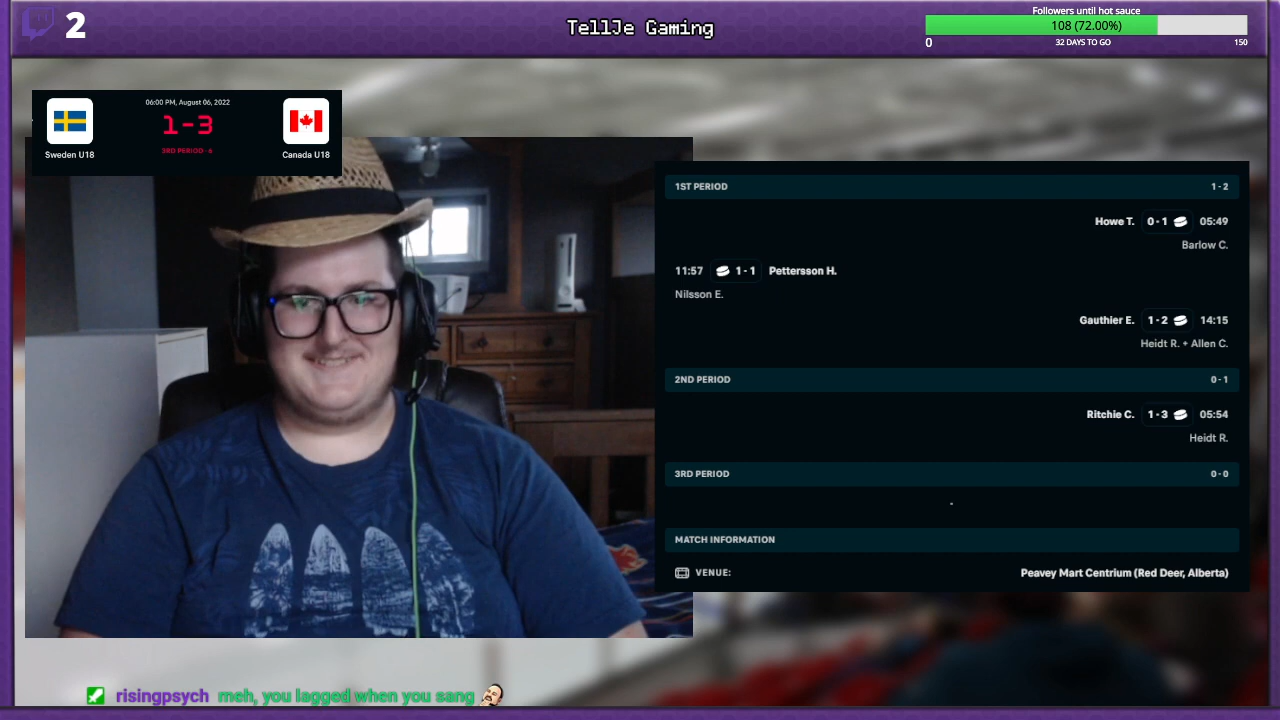 2
TellJe Gaming
Followers until hot sauce
108 (72.00%)
0
32 DAYS TO GO
150
06:00 PM, August 06, 2022
1-3
3RD PERIOD - 6
Sweden U18
Canada U18
1ST PERIOD
1 - 2
Howe T. 0 - 1 05:49
Barlow C.
11:57 1 - 1 Pettersson H.
Nilsson E.
Gauthier E. 1 - 2 14:15
Heidt R. + Allen C.
2ND PERIOD
0 - 1
Ritchie C. 1 - 3 05:54
Heidt R.
3RD PERIOD
0 - 0
-
MATCH INFORMATION
VENUE:
Peavey Mart Centrium (Red Deer, Alberta)
risingpsych meh, you lagged when you sang